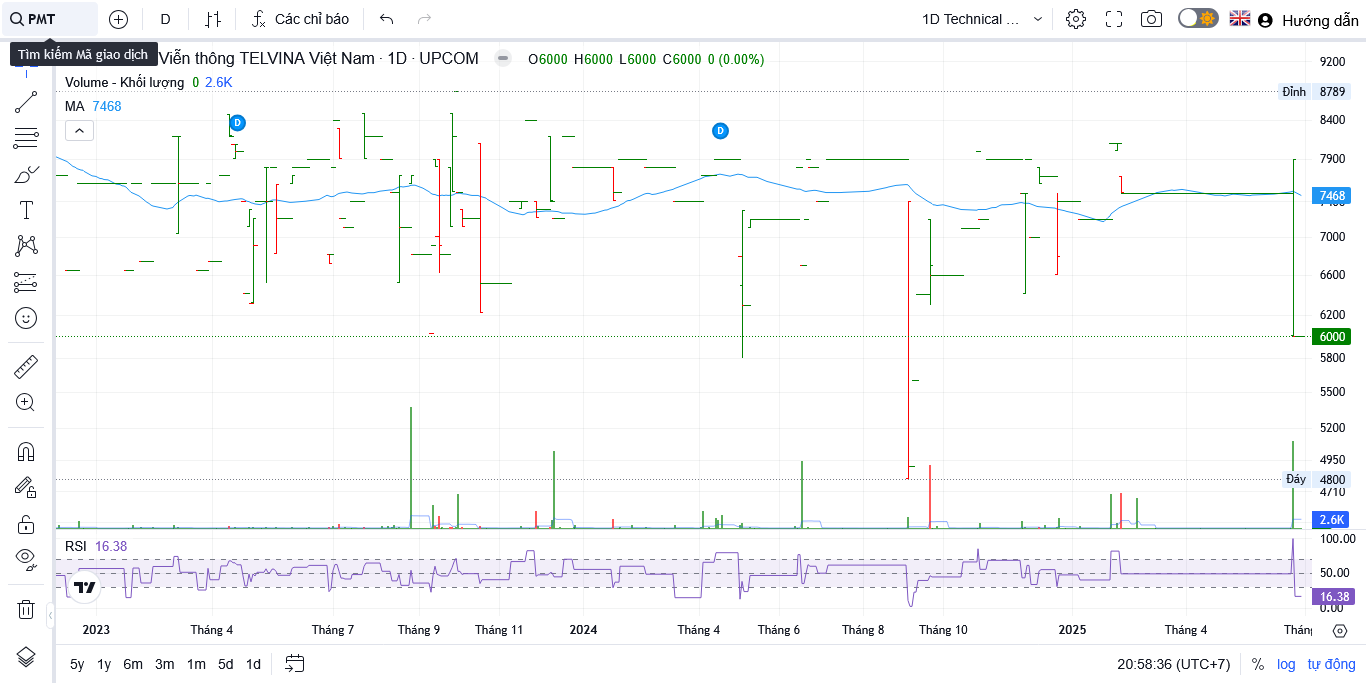 PMT
D
Các chỉ báo
1D Technical ...
Hướng dẫn
Tìm kiếm Mã giao dịch
Viễn thông TELVINA Việt Nam · 1D · UPCOM
O6000 H6000 L6000 C6000 0 (0.00%)
Volume - Khối lượng 0 2.6K
MA 7468
D
D
9200
Đỉnh 8789
8400
7900
7468
7000
6600
6200
6000
5800
5500
5200
4950
Đáy 4800
4710
2.6K
RSI 16.38
100.00
50.00
16.38
0.00
2023 Tháng 4 Tháng 7 Tháng 9 Tháng 11 2024 Tháng 4 Tháng 6 Tháng 8 Tháng 10 2025 Tháng 4
5y 1y 6m 3m 1m 5d 1d
20:58:36 (UTC+7) % log tự động